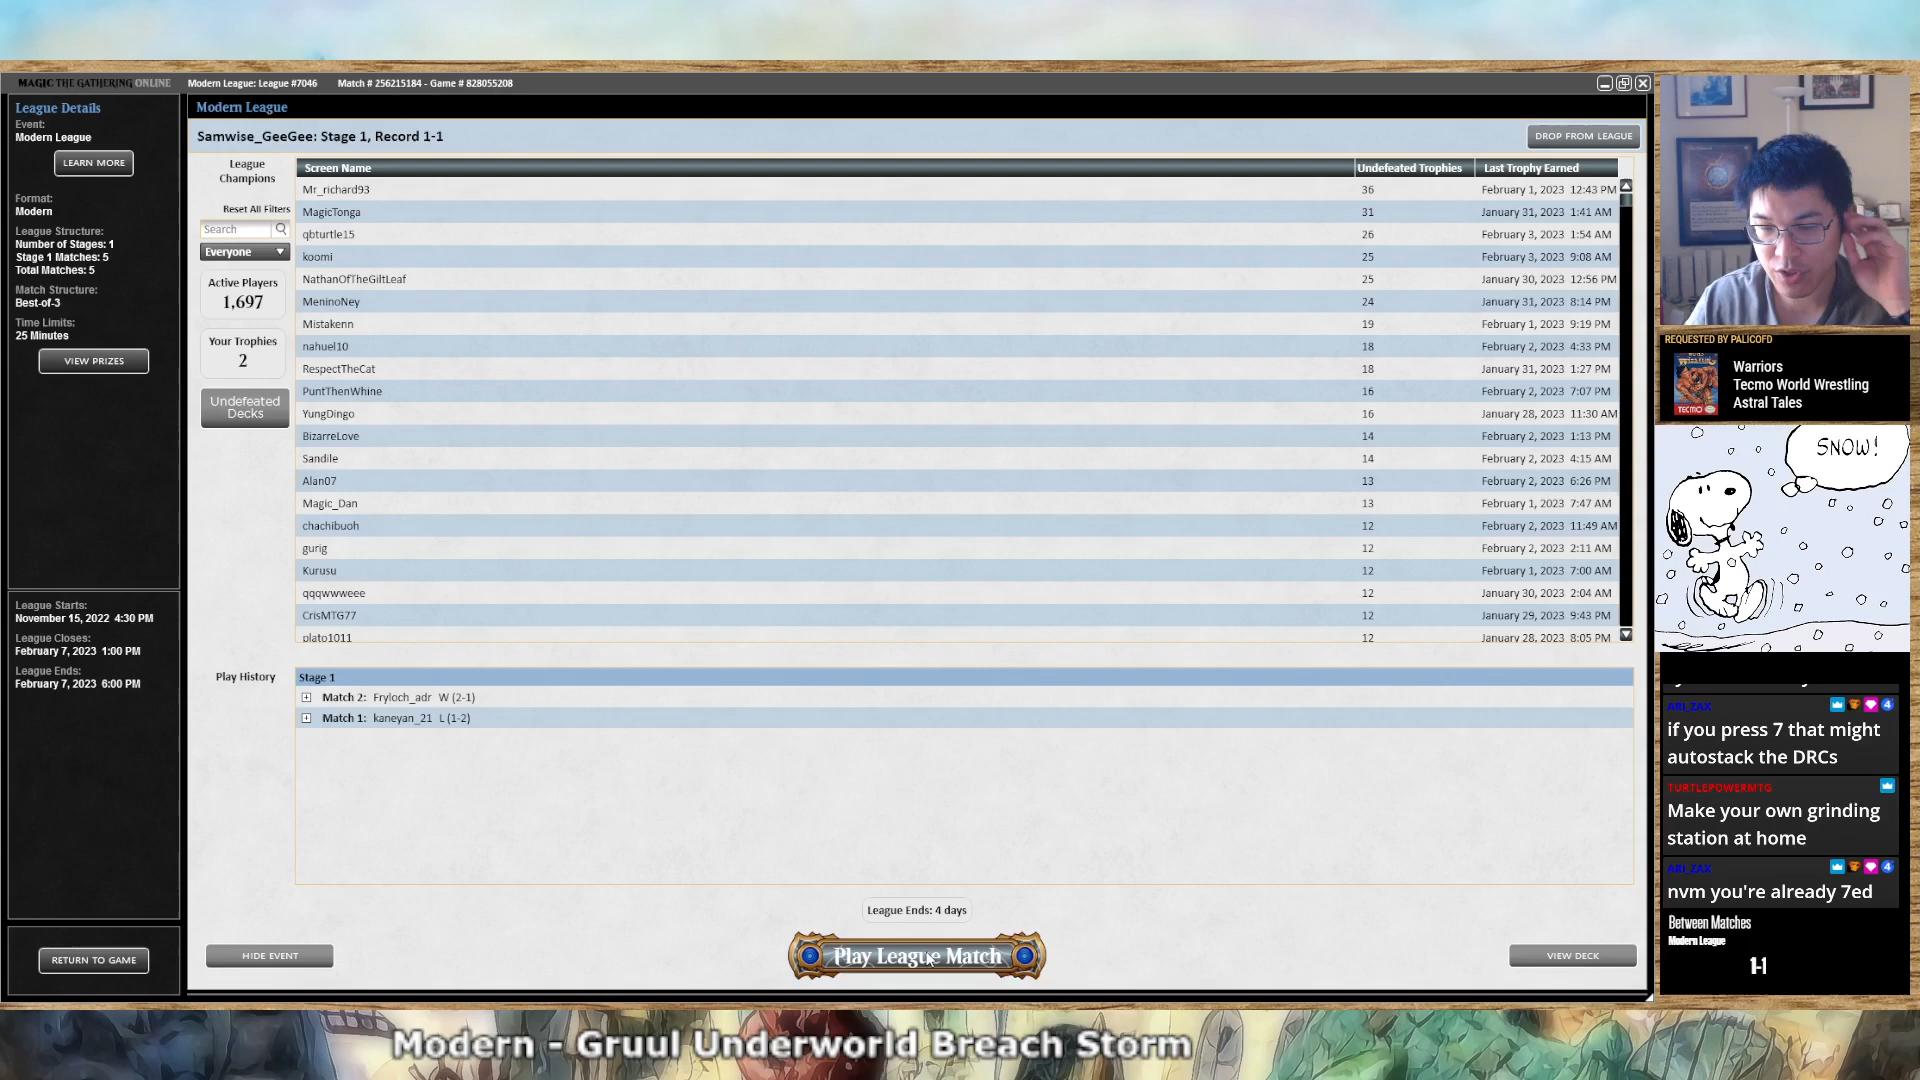 MAGIC THE GATHERING ONLINE
Modern League: League #7046
Match # 256215184 - Game # 828055208
League Details
Event:
Modern League
LEARN MORE
Format:
Modern
League Structure:
Number of Stages: 1
Stage 1 Matches: 5
Total Matches: 5
Match Structure:
Best-of-3
Time Limits:
25 Minutes
VIEW PRIZES
League Starts:
November 15, 2022 4:30 PM
League Closes:
February 7, 2023 1:00 PM
League Ends:
February 7, 2023 6:00 PM
RETURN TO GAME
Modern League
Samwise_GeeGee: Stage 1, Record 1-1
DROP FROM LEAGUE
League
Champions
Reset All Filters
Search
Everyone
Active Players
1,697
Your Trophies
2
Undefeated
Decks
Screen Name Undefeated Trophies Last Trophy Earned
Mr_richard93 36 February 1, 2023 12:43 PM
MagicTonga 31 January 31, 2023 1:41 AM
qbturtle15 26 February 3, 2023 1:54 AM
koomi 25 February 3, 2023 9:08 AM
NathanOfTheGiltLeaf 25 January 30, 2023 12:56 PM
MeninoNey 24 January 31, 2023 8:14 PM
Mistakenn 19 February 1, 2023 9:19 PM
nahuel10 18 February 2, 2023 4:33 PM
RespectTheCat 18 January 31, 2023 1:27 PM
PuntThenWhine 16 February 2, 2023 7:07 PM
YungDingo 16 January 28, 2023 11:30 AM
BizarreLove 14 February 2, 2023 1:13 PM
Sandile 14 February 2, 2023 4:15 AM
Alan07 13 February 2, 2023 6:26 PM
Magic_Dan 13 February 1, 2023 7:47 AM
chachibuoh 12 February 2, 2023 11:49 AM
gurig 12 February 2, 2023 2:11 AM
Kurusu 12 February 1, 2023 7:00 AM
qqqwwweee 12 January 30, 2023 2:04 AM
CrisMTG77 12 January 29, 2023 9:43 PM
plato1011 12 January 28, 2023 8:05 PM
Play History
Stage 1
Match 2: Fryloch_adr W (2-1)
Match 1: kaneyan_21 L (1-2)
League Ends: 4 days
HIDE EVENT
Play League Match
VIEW DECK
REQUESTED BY PALICOFD
TECMO
Warriors
Tecmo World Wrestling
Astral Tales
SNOW!
ARI_ZAX
if you press 7 that might
autostack the DRCs
TURTLEPOWERMTG
Make your own grinding
station at home
ARI_ZAX
nvm you're already 7ed
Between Matches
Modern League
1-1
Modern - Gruul Underworld Breach Storm